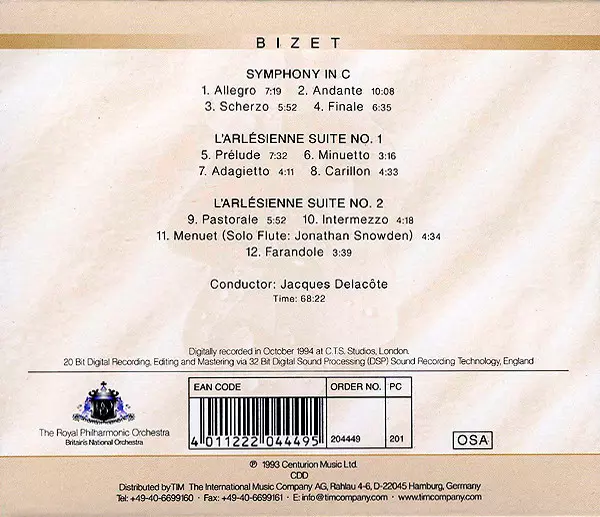 BIZET
SYMPHONY IN C
1. Allegro 7:19 2. Andante 10:08
3. Scherzo 5:52 4. Finale 6:35
L'ARLÉSIENNE SUITE NO. 1
5. Prélude 7:32 6. Minuetto 3:16
7. Adagietto 4:11 8. Carillon 4:33
L'ARLÉSIENNE SUITE NO. 2
9. Pastorale 5:52 10. Intermezzo 4:18
11. Menuet (Solo Flute: Jonathan Snowden) 4:34
12. Farandole 3:39
Conductor: Jacques Delacôte
Time: 68:22
Digitally recorded in October 1994 at C.T.S. Studios, London.
20 Bit Digital Recording, Editing and Mastering via 32 Bit Digital Sound Processing (DSP) Sound Recording Technology, England
The Royal Philharmonic Orchestra
Britain's National Orchestra
EAN CODE ORDER NO. PC
4 011222 044495 204449 201
OSA
℗ 1993 Centurion Music Ltd.
CDD
Distributed by TIM The International Music Company AG, Rahlau 4-6, D-22045 Hamburg, Germany
Tel: +49-40-6699160 · Fax: +49-40-6699161 · E: info@timcompany.com · www.timcompany.com